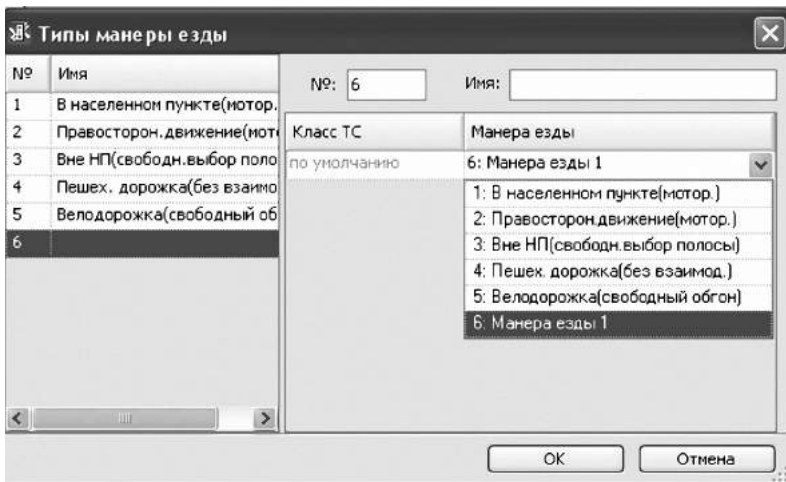 Типы манеры езды
№ Имя
1 В населенном пункте(мотор.
2 Правосторон.движение(мот
3 Вне НП(свободн.выбор поло
4 Пешех. дорожка(без взаимо
5 Велодорожка(свободный об
6
№: 6 Имя:
Класс ТС Манера езды
по умолчанию 6: Манера езды 1
1: В населенном пункте(мотор.)
2: Правосторон.движение(мотор.)
3: Вне НП(свободн.выбор полосы)
4: Пешех. дорожка(без взаимод.)
5: Велодорожка(свободный обгон)
6: Манера езды 1
OK Отмена